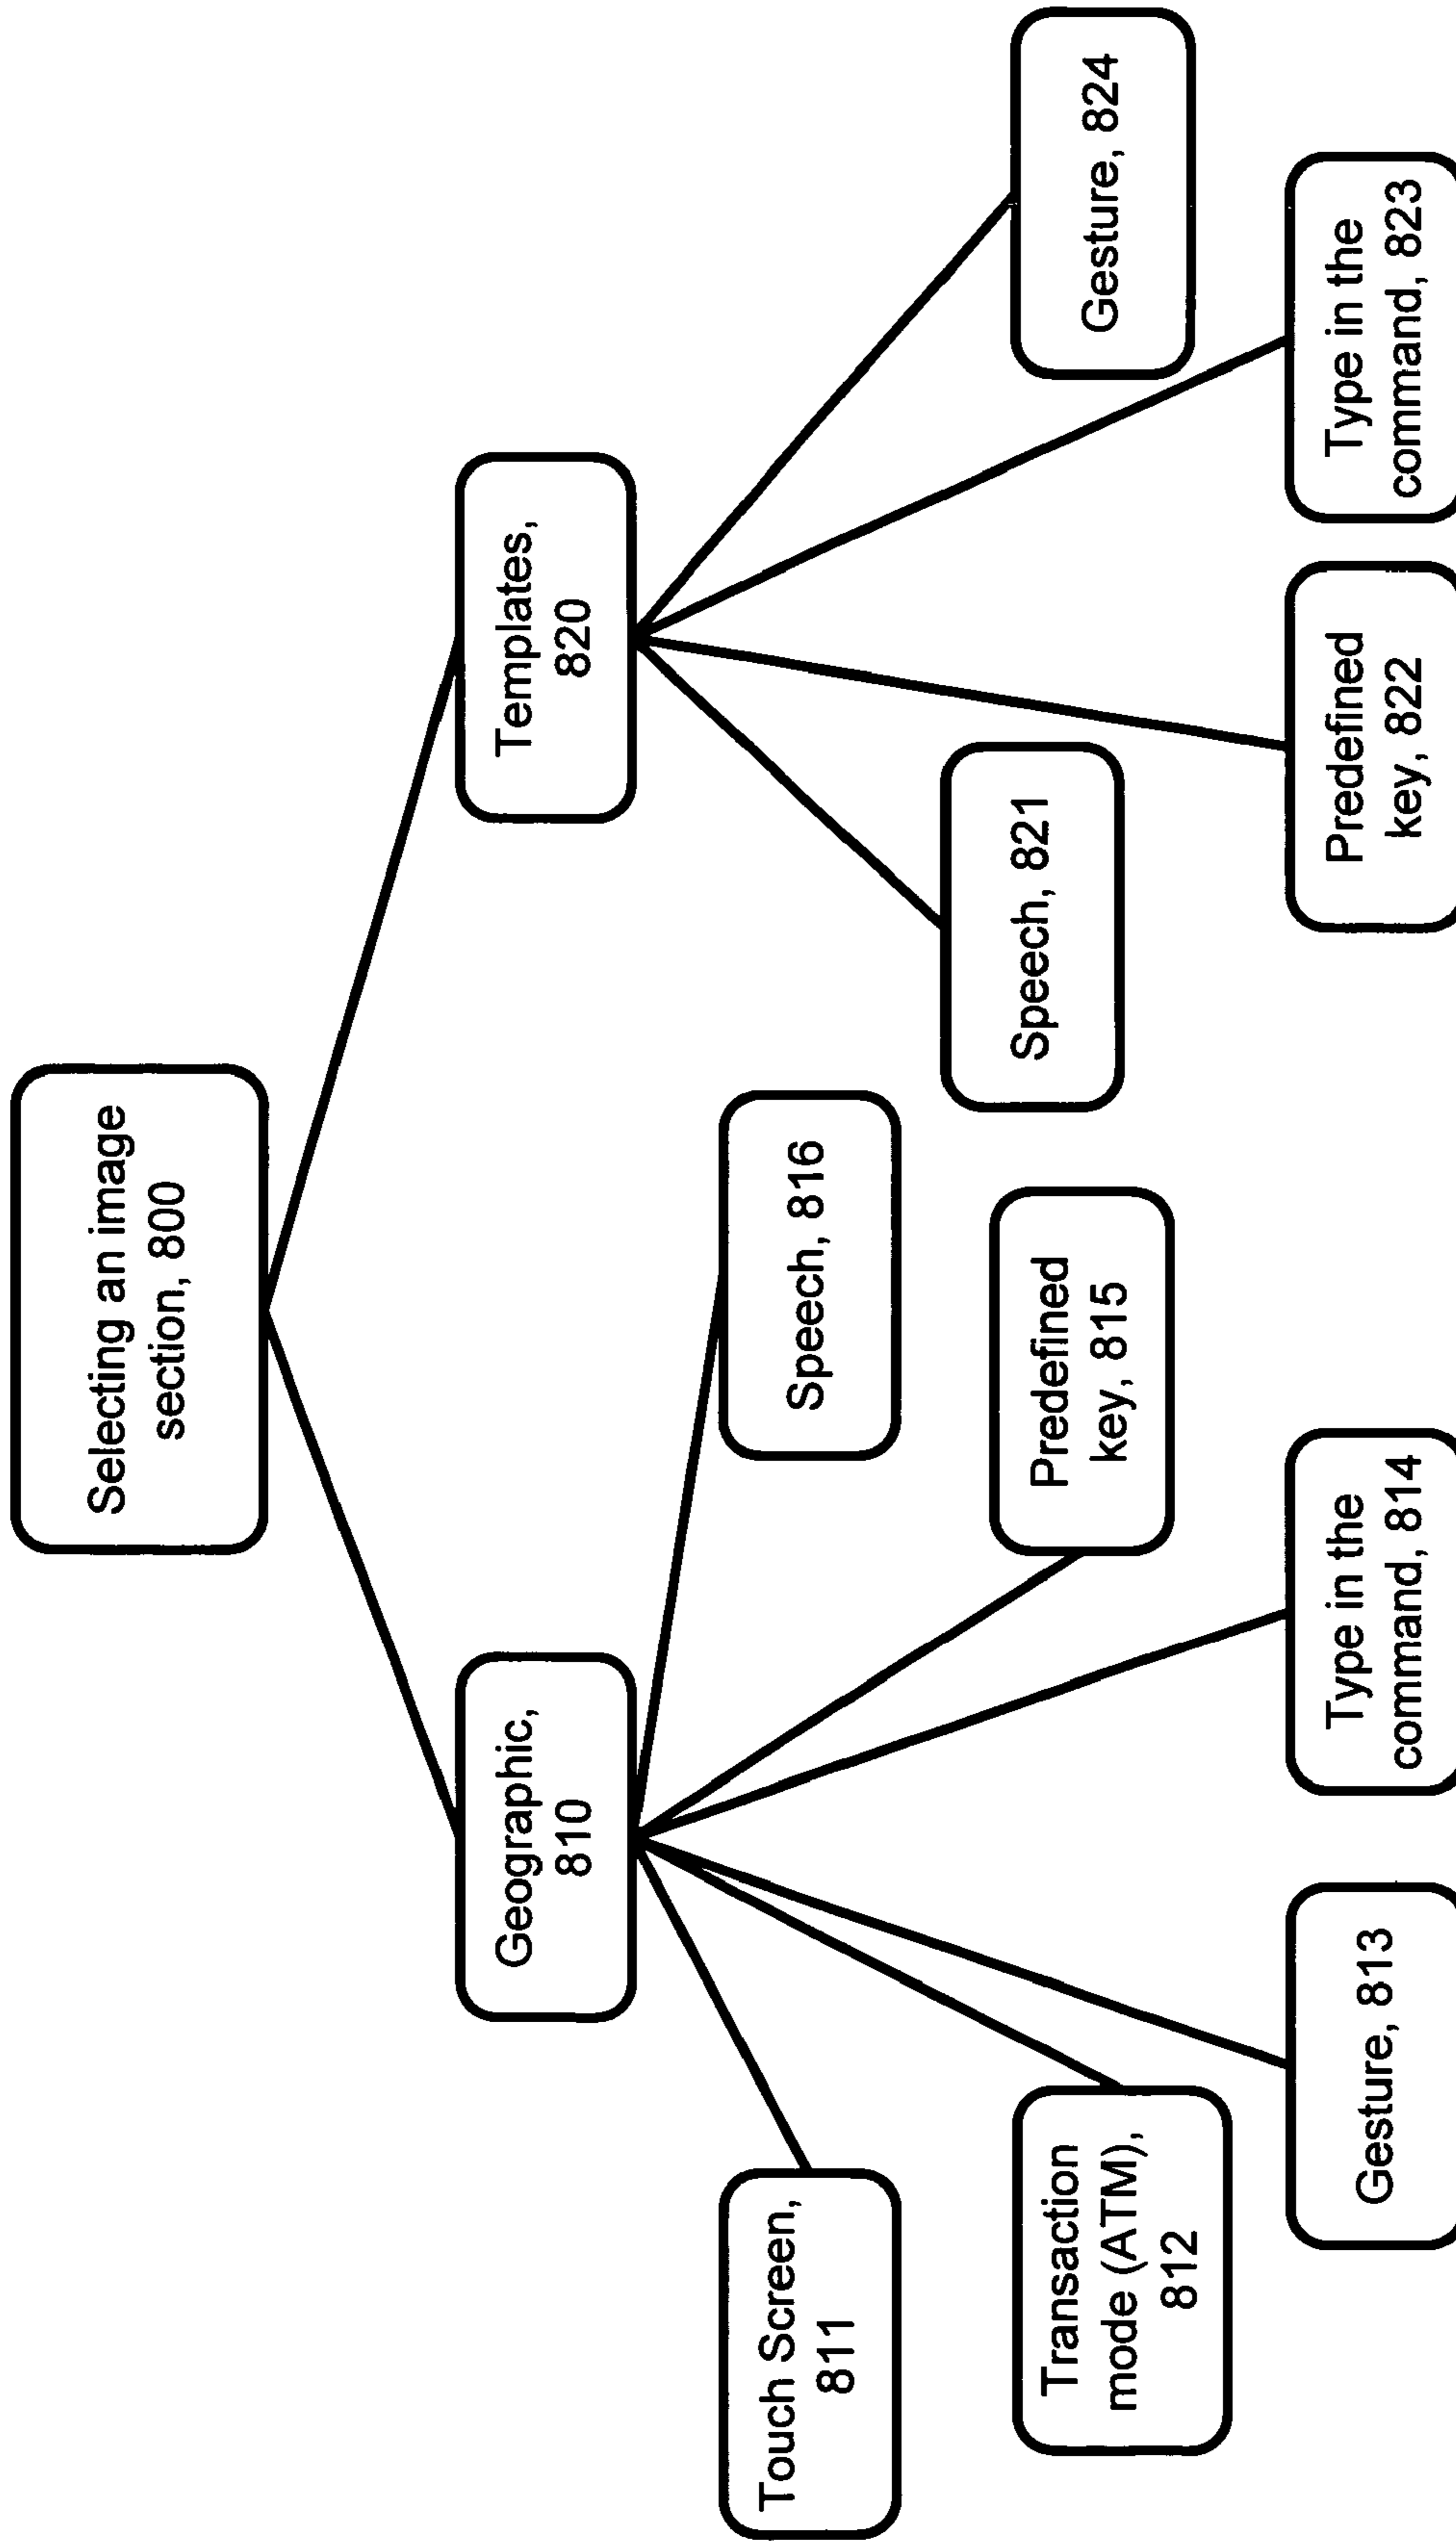 Selecting an image
section, 800
Geographic,
810
Templates,
820
Touch Screen,
811
Transaction
mode (ATM),
812
Gesture, 813
Type in the
command, 814
Predefined
key, 815
Speech, 816
Speech, 821
Predefined
key, 822
Type in the
command, 823
Gesture, 824